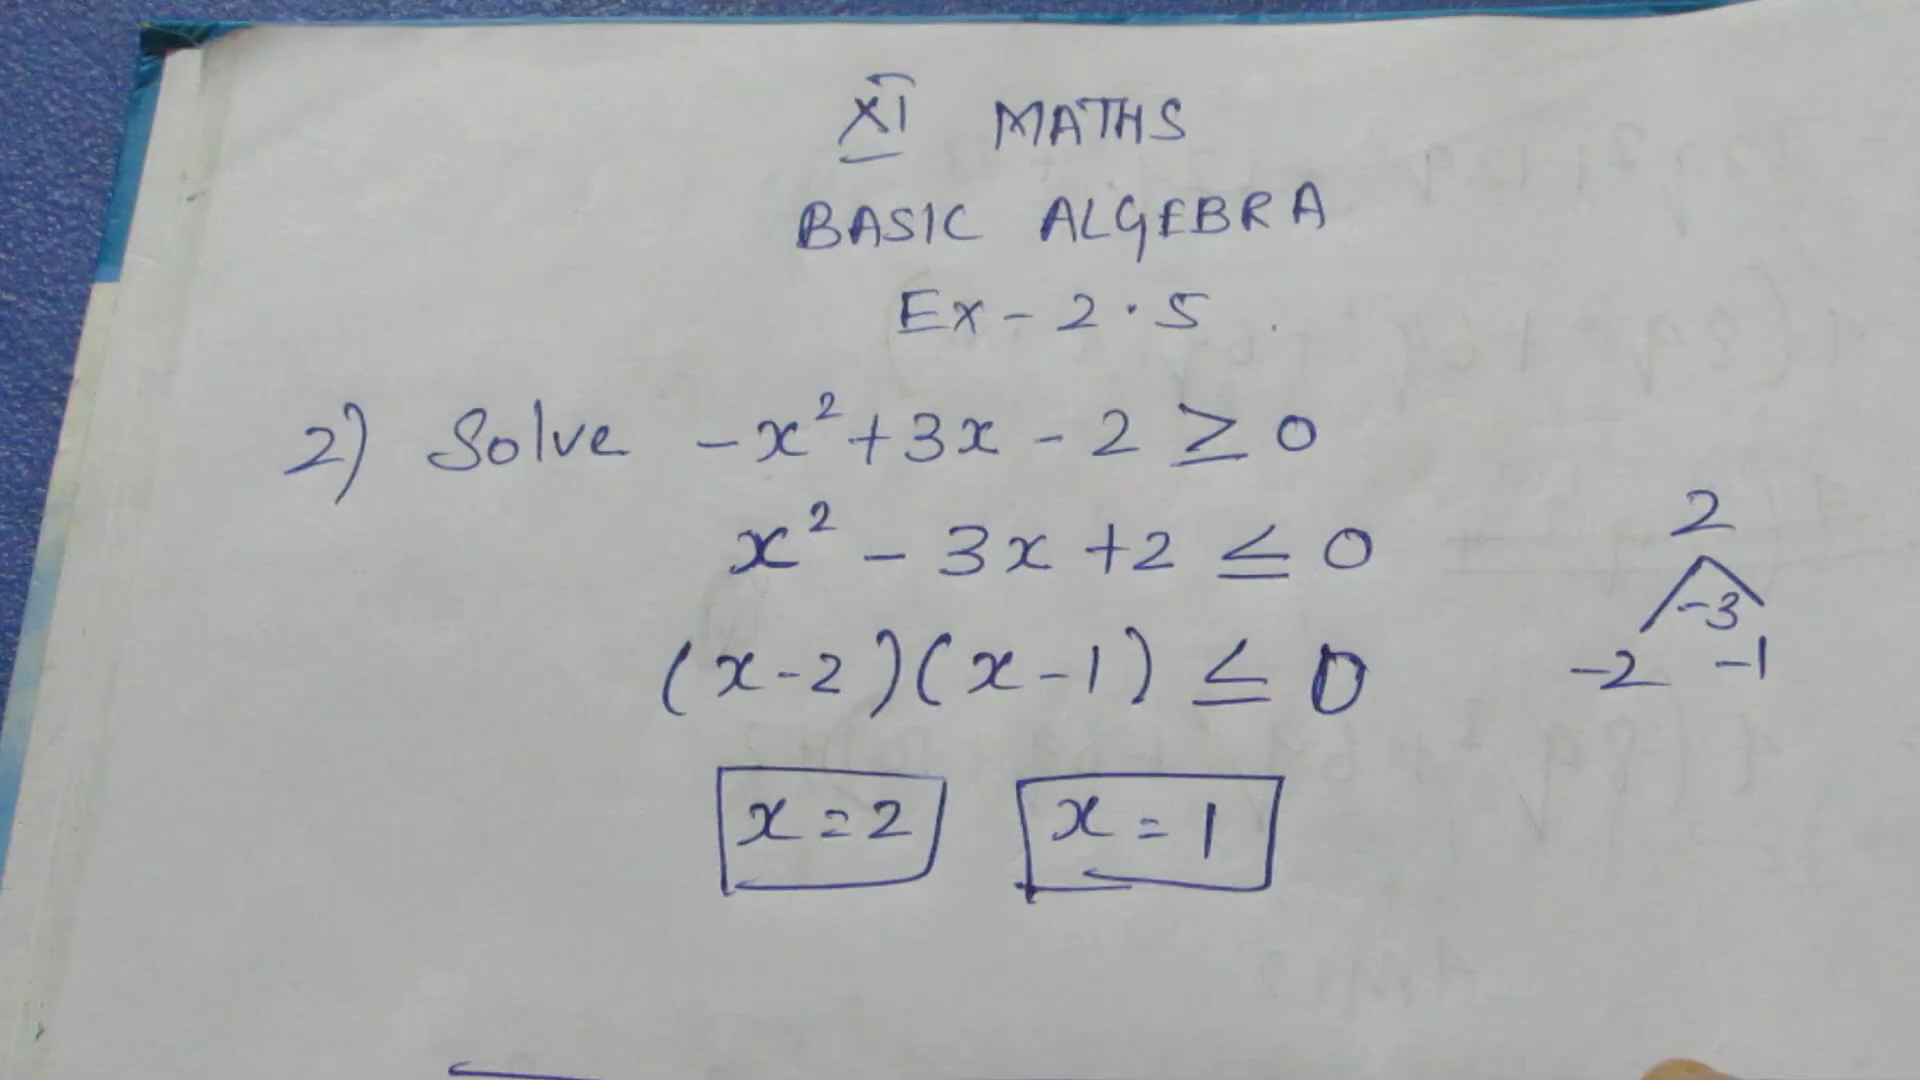 XI MATHS
BASIC ALGEBRA
Ex - 2.5
2) Solve -x²+3x - 2 ≥ 0
x² - 3x +2 ≤ 0
(x-2)(x-1) ≤ 0
x=2 x=1
2
-3
-2 -1